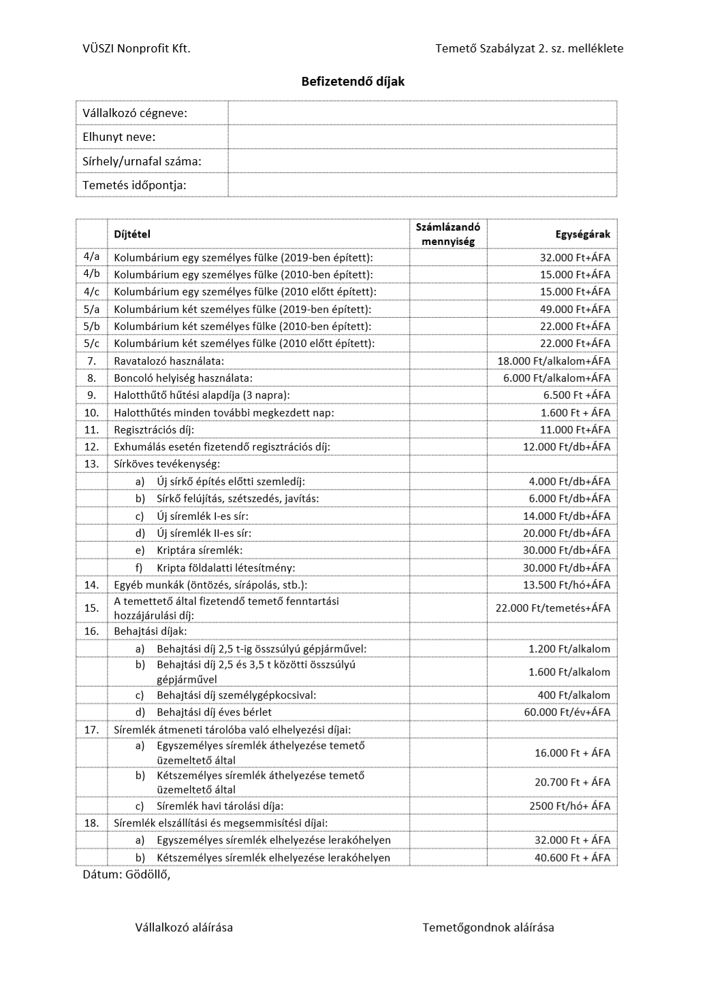 VÜSZI Nonprofit Kft. Temető Szabályzat 2. sz. melléklete
Befizetendő díjak
Vállalkozó cégneve:
Elhunyt neve:
Sírhely/urnafal száma:
Temetés időpontja:
Díjtétel Számlázandó mennyiség Egységárak
4/a Kolumbárium egy személyes fülke (2019-ben épített): 32.000 Ft+ÁFA
4/b Kolumbárium egy személyes fülke (2010-ben épített): 15.000 Ft+ÁFA
4/c Kolumbárium egy személyes fülke (2010 előtt épített): 15.000 Ft+ÁFA
5/a Kolumbárium két személyes fülke (2019-ben épített): 49.000 Ft+ÁFA
5/b Kolumbárium két személyes fülke (2010-ben épített): 22.000 Ft+ÁFA
5/c Kolumbárium két személyes fülke (2010 előtt épített): 22.000 Ft+ÁFA
7. Ravatalozó használata: 18.000 Ft/alkalom+ÁFA
8. Boncoló helyiség használata: 6.000 Ft/alkalom+ÁFA
9. Halotthűtő hűtési alapdíja (3 napra): 6.500 Ft +ÁFA
10. Halotthűtés minden további megkezdett nap: 1.600 Ft + ÁFA
11. Regisztrációs díj: 11.000 Ft+ÁFA
12. Exhumálás esetén fizetendő regisztrációs díj: 12.000 Ft/db+ÁFA
13. Sírköves tevékenység:
a) Új sírkő építés előtti szemledíj: 4.000 Ft/db+ÁFA
b) Sírkő felújítás, szétszedés, javítás: 6.000 Ft/db+ÁFA
c) Új síremlék I-es sír: 14.000 Ft/db+ÁFA
d) Új síremlék II-es sír: 20.000 Ft/db+ÁFA
e) Kriptára síremlék: 30.000 Ft/db+ÁFA
f) Kripta földalatti létesítmény: 30.000 Ft/db+ÁFA
14. Egyéb munkák (öntözés, sírápolás, stb.): 13.500 Ft/hó+ÁFA
15. A temettető által fizetendő temető fenntartási
hozzájárulási díj: 22.000 Ft/temetés+ÁFA
16. Behajtási díjak:
a) Behajtási díj 2,5 t-ig összsúlyú gépjárművel: 1.200 Ft/alkalom
b) Behajtási díj 2,5 és 3,5 t közötti összsúlyú
gépjárművel 1.600 Ft/alkalom
c) Behajtási díj személygépkocsival: 400 Ft/alkalom
d) Behajtási díj éves bérlet 60.000 Ft/év+ÁFA
17. Síremlék átmeneti tárolóba való elhelyezési díjai:
a) Egyszemélyes síremlék áthelyezése temető
üzemeltető által 16.000 Ft + ÁFA
b) Kétszemélyes síremlék áthelyezése temető
üzemeltető által 20.700 Ft + ÁFA
c) Síremlék havi tárolási díja: 2500 Ft/hó+ ÁFA
18. Síremlék elszállítási és megsemmisítési díjai:
a) Egyszemélyes síremlék elhelyezése lerakóhelyen 32.000 Ft + ÁFA
b) Kétszemélyes síremlék elhelyezése lerakóhelyen 40.600 Ft + ÁFA
Dátum: Gödöllő,
Vállalkozó aláírása Temetőgondnok aláírása